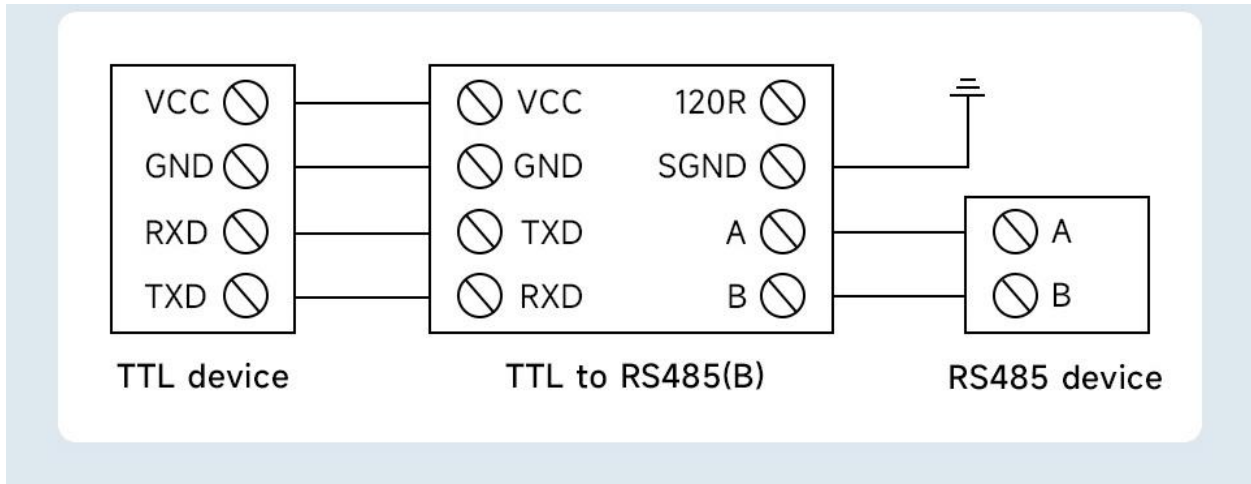 VCC VCC 120R
GND GND SGND
RXD TXD A A
TXD RXD B B
TTL device TTL to RS485(B) RS485 device